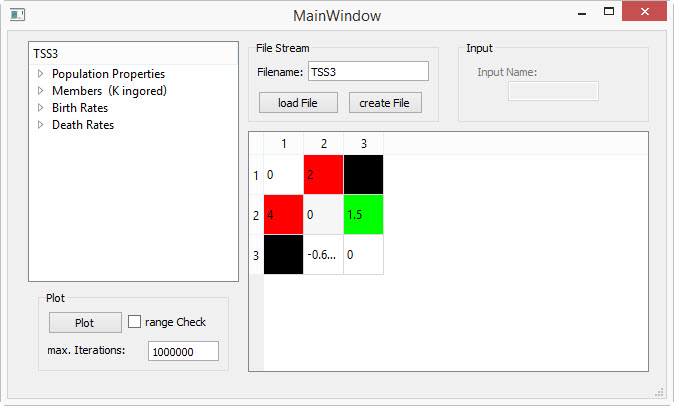 MainWindow
TSS3
Population Properties
Members (K ingored)
Birth Rates
Death Rates
File Stream
Filename: TSS3
load File create File
Input
Input Name:
1 2 3
1 0 2
2 4 0 1.5
3 -0.6... 0
Plot
Plot range Check
max. Iterations: 1000000